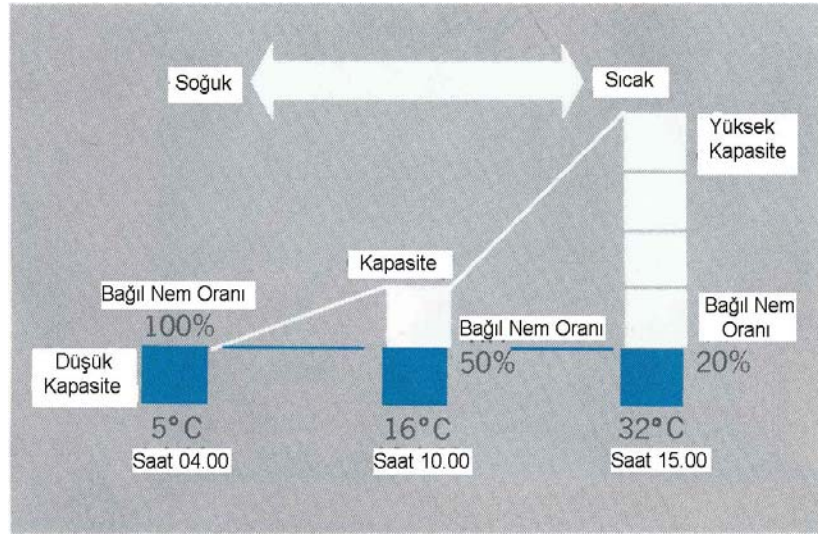 Soğuk
Sıcak
Yüksek
Kapasite
Kapasite
Bağıl Nem Oranı
100%
Bağıl Nem Oranı
50%
Bağıl Nem
Oranı
20%
Düşük
Kapasite
5°C
16°C
32°C
Saat 04.00
Saat 10.00
Saat 15.00